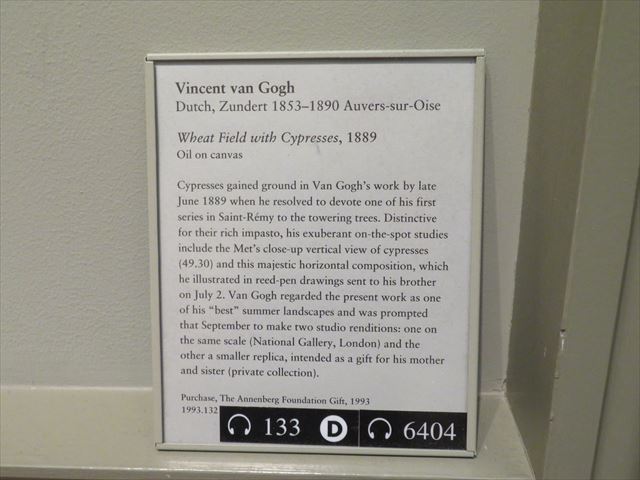 Vincent van Gogh
Dutch, Zundert 1853–1890 Auvers-sur-Oise
Wheat Field with Cypresses, 1889
Oil on canvas
Cypresses gained ground in Van Gogh's work by late
June 1889 when he resolved to devote one of his first
series in Saint-Rémy to the towering trees. Distinctive
for their rich impasto, his exuberant on-the-spot studies
include the Met's close-up vertical view of cypresses
(49.30) and this majestic horizontal composition, which
he illustrated in reed-pen drawings sent to his brother
on July 2. Van Gogh regarded the present work as one
of his “best” summer landscapes and was prompted
that September to make two studio renditions: one on
the same scale (National Gallery, London) and the
other a smaller replica, intended as a gift for his mother
and sister (private collection).
Purchase, The Annenberg Foundation Gift, 1993
1993.132
133 D 6404